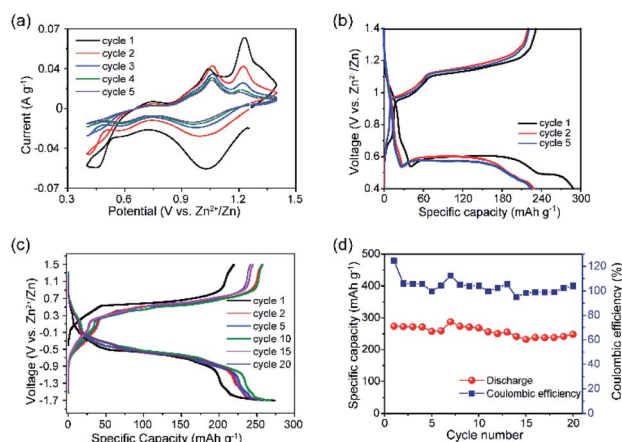 (a)
0.07
0.04
0.00
-0.04
-0.07
Current (A g⁻¹)
cycle 1
cycle 2
cycle 3
cycle 4
cycle 5
0.3 0.6 0.9 1.2 1.5
Potential (V vs. Zn²⁺/Zn)
(b)
1.4
1.2
1.0
0.8
0.6
0.4
Voltage (V vs. Zn²⁺/Zn)
cycle 1
cycle 2
cycle 5
0 60 120 180 240 300
Specific capacity (mAh g⁻¹)
(c)
1.5
1.1
0.7
0.3
-0.1
-0.5
-0.9
-1.3
-1.7
Voltage (V vs. Zn²⁺/Zn)
cycle 1
cycle 2
cycle 5
cycle 10
cycle 15
cycle 20
0 50 100 150 200 250 300
Specific Capacity (mAh g⁻¹)
(d)
500
400
300
200
100
0
Specific capacity (mAh g⁻¹)
Discharge
Coulombic efficiency
120
100
80
60
40
20
0
Coulombic efficiency (%)
0 5 10 15 20
Cycle number